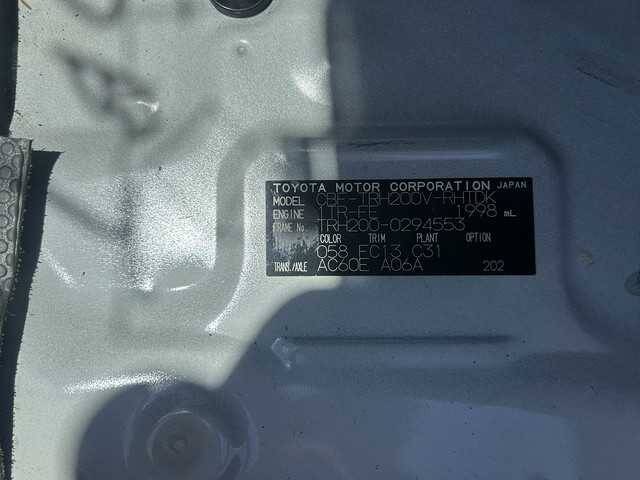 TOYOTA MOTOR CORPORATION JAPAN
MODEL CBF-TRH200V-RHTDK
ENGINE 1TR-FE 1998 mL
FRAME No. TRH200-0294553
COLOR TRIM PLANT OPTION
058 FC13 C31
TRANS./AXLE AC60E A06A 202